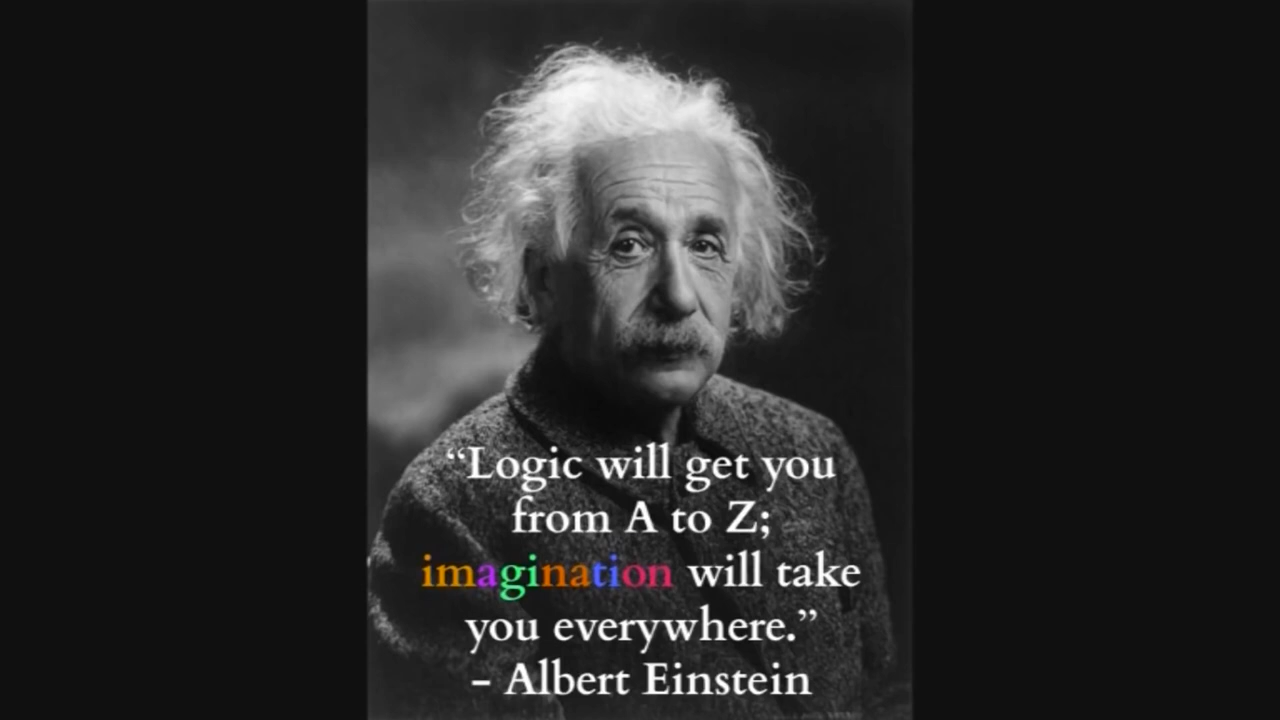 “Logic will get you
from A to Z;
imagination will take
you everywhere.”
- Albert Einstein